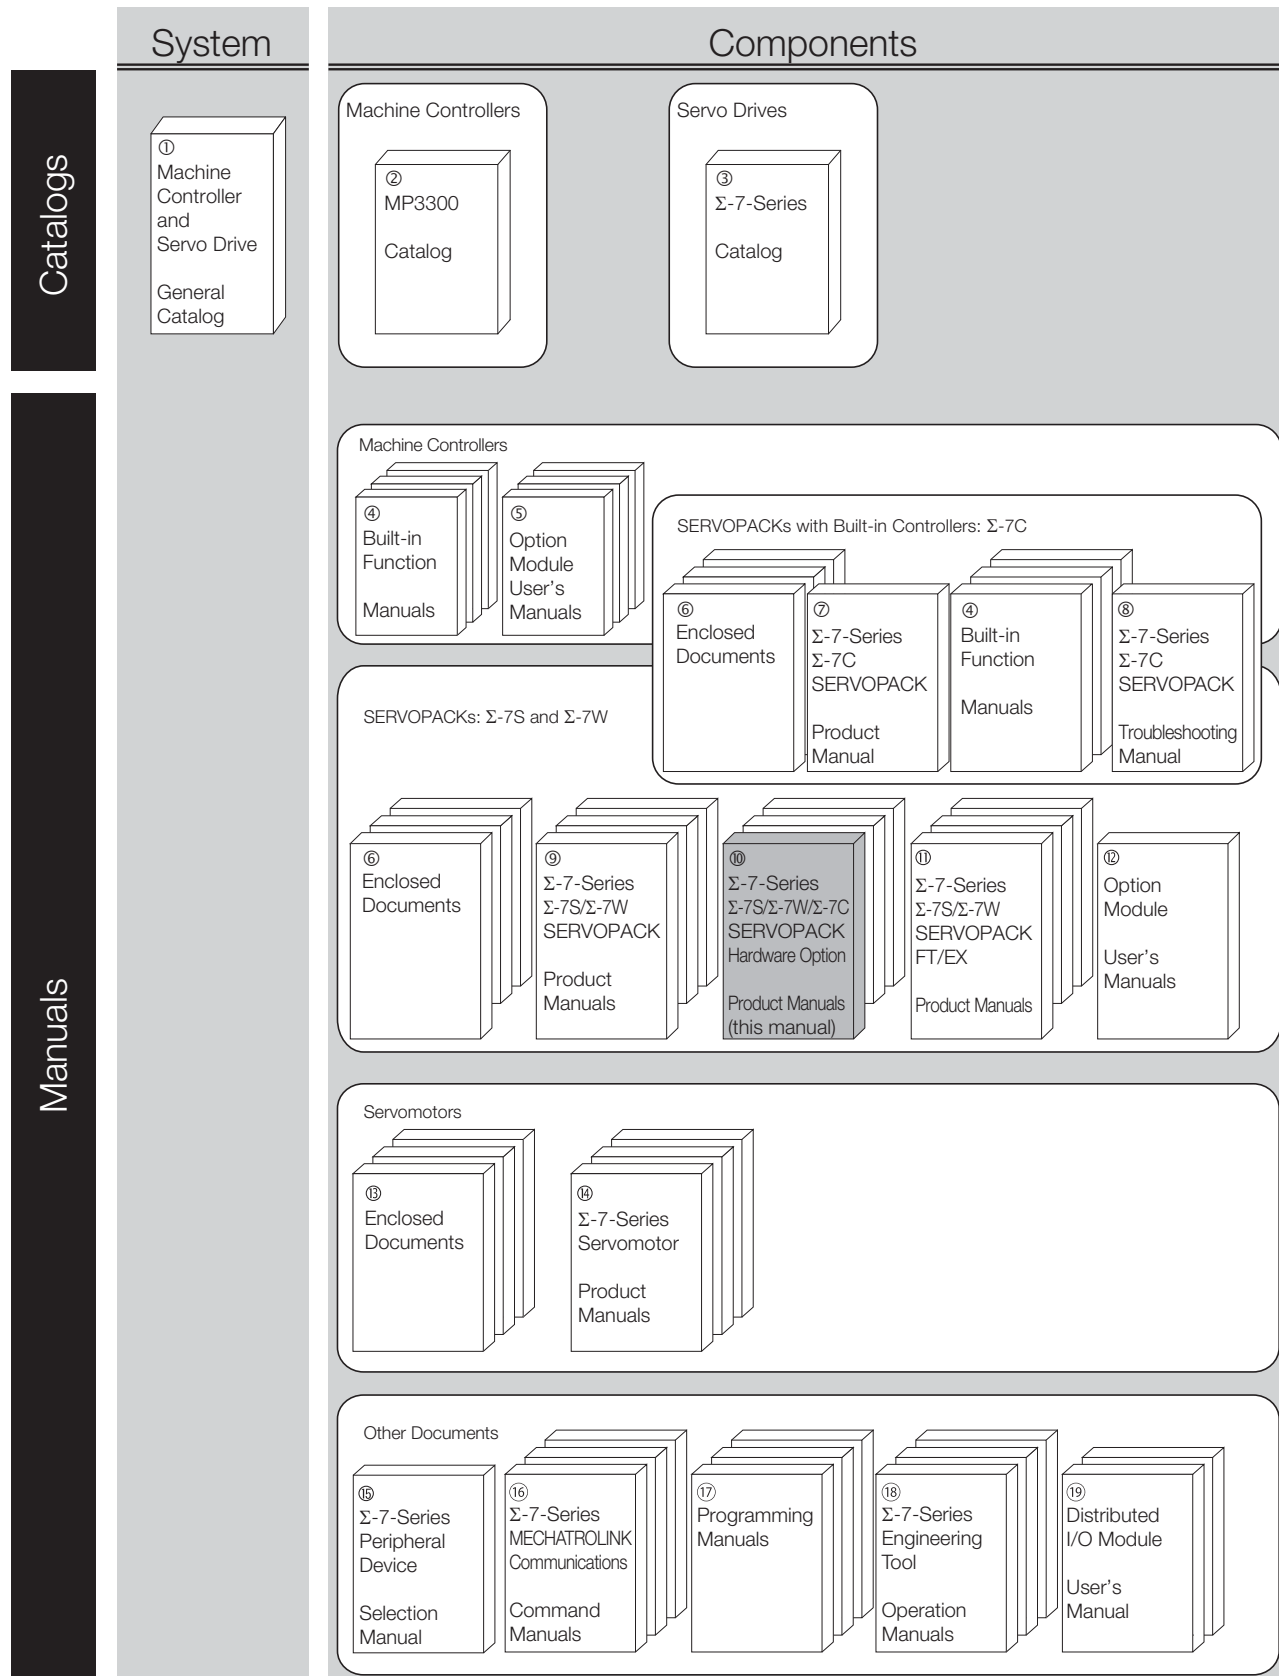 System
Components
Catalogs
①
Machine
Controller
and
Servo Drive
General
Catalog
Machine Controllers
②
MP3300
Catalog
Servo Drives
③
Σ-7-Series
Catalog
Manuals
Machine Controllers
④
Built-in
Function
Manuals
⑤
Option
Module
User's
Manuals
SERVOPACKs with Built-in Controllers: Σ-7C
⑥
Enclosed
Documents
⑦
Σ-7-Series
Σ-7C
SERVOPACK
Product
Manual
④
Built-in
Function
Manuals
⑧
Σ-7-Series
Σ-7C
SERVOPACK
Troubleshooting
Manual
SERVOPACKs: Σ-7S and Σ-7W
⑥
Enclosed
Documents
⑨
Σ-7-Series
Σ-7S/Σ-7W
SERVOPACK
Product
Manuals
⑩
Σ-7-Series
Σ-7S/Σ-7W/Σ-7C
SERVOPACK
Hardware Option
Product Manuals
(this manual)
⑪
Σ-7-Series
Σ-7S/Σ-7W
SERVOPACK
FT/EX
Product Manuals
⑫
Option
Module
User's
Manuals
Servomotors
⑬
Enclosed
Documents
⑭
Σ-7-Series
Servomotor
Product
Manuals
Other Documents
⑮
Σ-7-Series
Peripheral
Device
Selection
Manual
⑯
Σ-7-Series
MECHATROLINK
Communications
Command
Manuals
⑰
Programming
Manuals
⑱
Σ-7-Series
Engineering
Tool
Operation
Manuals
⑲
Distributed
I/O Module
User's
Manual